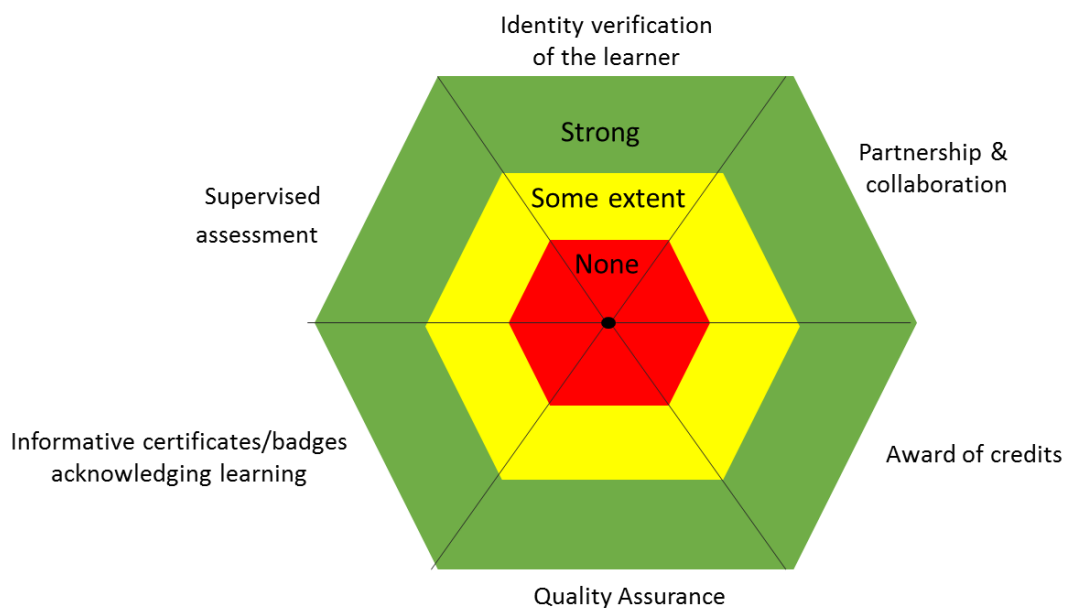 Identity verification
of the learner
Strong
Partnership &
collaboration
Supervised
assessment
Some extent
None
Informative certificates/badges
acknowledging learning
Award of credits
Quality Assurance